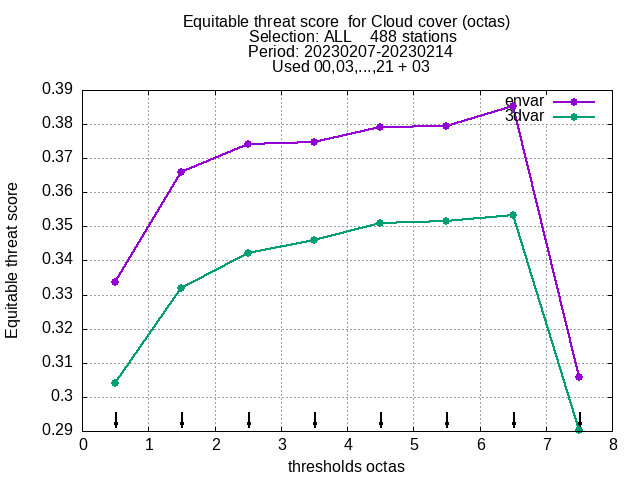 Equitable threat score  for Cloud cover (octas)
Selection: ALL    488 stations
Period: 20230207-20230214
Used 00,03,...,21 + 03
envar
3dvar
Equitable threat score
0.39
0.38
0.37
0.36
0.35
0.34
0.33
0.32
0.31
0.3
0.29
0 1 2 3 4 5 6 7 8
thresholds octas